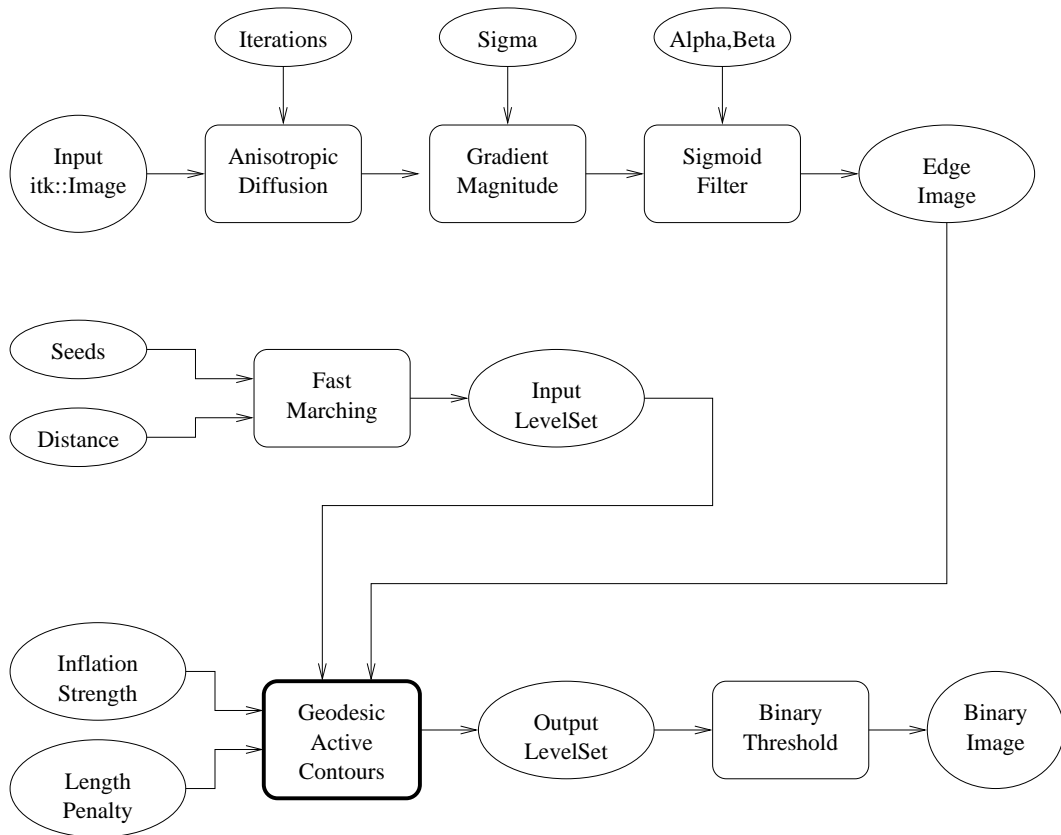 Iterations
Sigma
Alpha,Beta
Input
itk::Image
Anisotropic
Diffusion
Gradient
Magnitude
Sigmoid
Filter
Edge
Image
Seeds
Distance
Fast
Marching
Input
LevelSet
Inflation
Strength
Length
Penalty
Geodesic
Active
Contours
Output
LevelSet
Binary
Threshold
Binary
Image